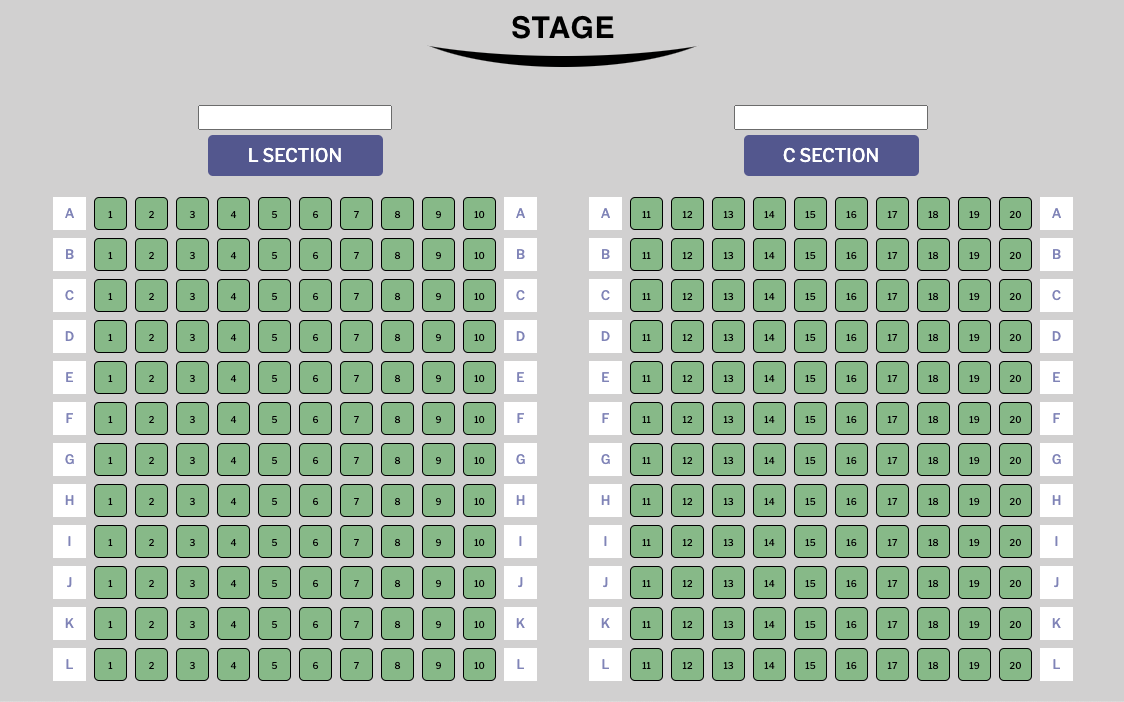 STAGE
L SECTION C SECTION
A 1 2 3 4 5 6 7 8 9 10 A A 11 12 13 14 15 16 17 18 19 20 A
B 1 2 3 4 5 6 7 8 9 10 B B 11 12 13 14 15 16 17 18 19 20 B
C 1 2 3 4 5 6 7 8 9 10 C C 11 12 13 14 15 16 17 18 19 20 C
D 1 2 3 4 5 6 7 8 9 10 D D 11 12 13 14 15 16 17 18 19 20 D
E 1 2 3 4 5 6 7 8 9 10 E E 11 12 13 14 15 16 17 18 19 20 E
F 1 2 3 4 5 6 7 8 9 10 F F 11 12 13 14 15 16 17 18 19 20 F
G 1 2 3 4 5 6 7 8 9 10 G G 11 12 13 14 15 16 17 18 19 20 G
H 1 2 3 4 5 6 7 8 9 10 H H 11 12 13 14 15 16 17 18 19 20 H
I 1 2 3 4 5 6 7 8 9 10 I I 11 12 13 14 15 16 17 18 19 20 I
J 1 2 3 4 5 6 7 8 9 10 J J 11 12 13 14 15 16 17 18 19 20 J
K 1 2 3 4 5 6 7 8 9 10 K K 11 12 13 14 15 16 17 18 19 20 K
L 1 2 3 4 5 6 7 8 9 10 L L 11 12 13 14 15 16 17 18 19 20 L